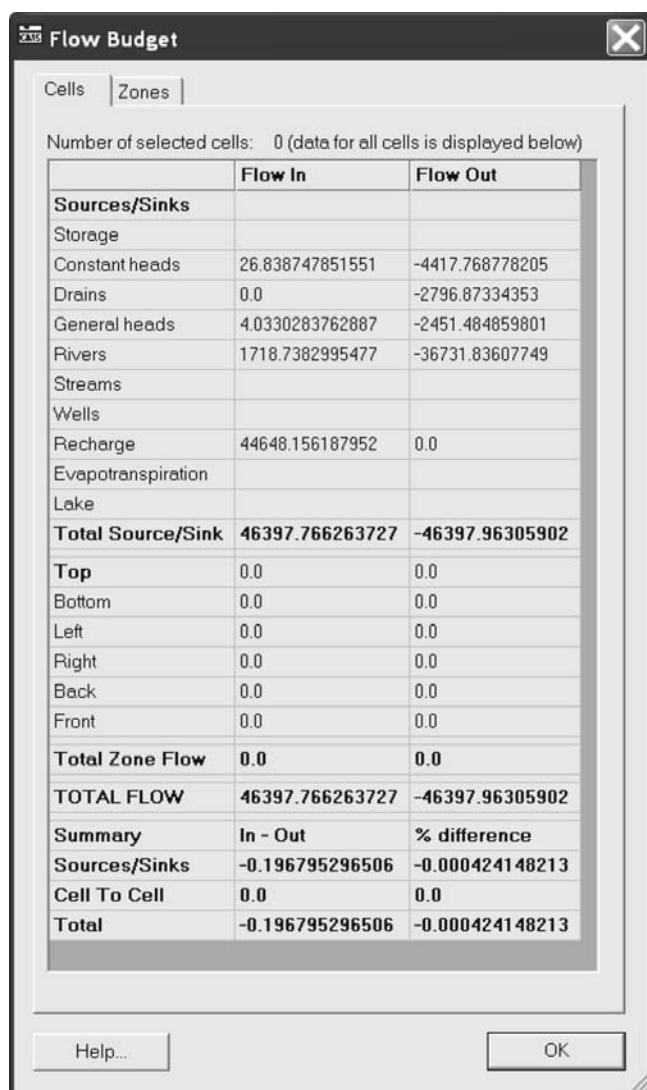 Flow Budget
Cells Zones
Number of selected cells: 0 (data for all cells is displayed below)
Flow In Flow Out
Sources/Sinks
Storage
Constant heads 26.838747851551 -4417.768778205
Drains 0.0 -2796.87334353
General heads 4.0330283762887 -2451.484859801
Rivers 1718.7382995477 -36731.83607749
Streams
Wells
Recharge 44648.156187952 0.0
Evapotranspiration
Lake
Total Source/Sink 46397.766263727 -46397.96305902
Top 0.0 0.0
Bottom 0.0 0.0
Left 0.0 0.0
Right 0.0 0.0
Back 0.0 0.0
Front 0.0 0.0
Total Zone Flow 0.0 0.0
TOTAL FLOW 46397.766263727 -46397.96305902
Summary In - Out % difference
Sources/Sinks -0.196795296506 -0.000424148213
Cell To Cell 0.0 0.0
Total -0.196795296506 -0.000424148213
Help... OK